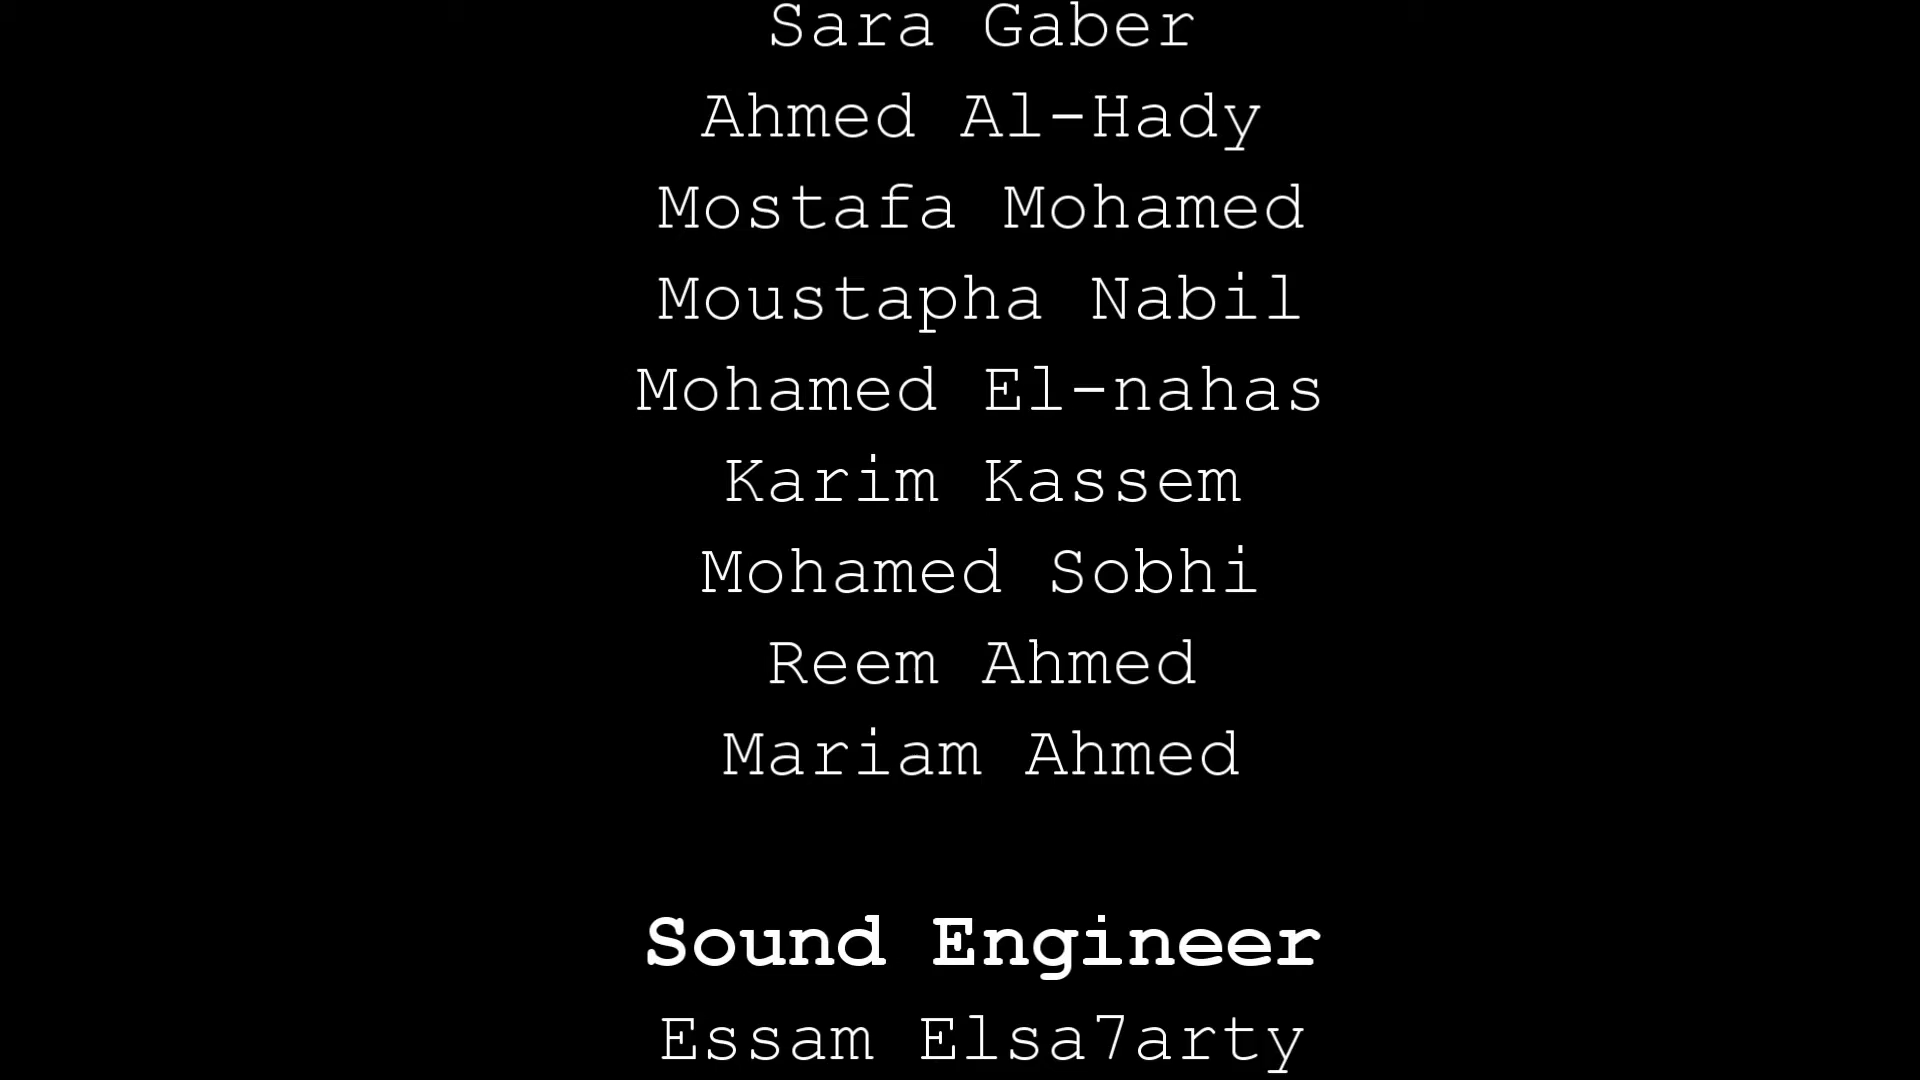 Sara Gaber
Ahmed Al-Hady
Mostafa Mohamed
Moustapha Nabil
Mohamed El-nahas
Karim Kassem
Mohamed Sobhi
Reem Ahmed
Mariam Ahmed
Sound Engineer
Essam Elsa7arty